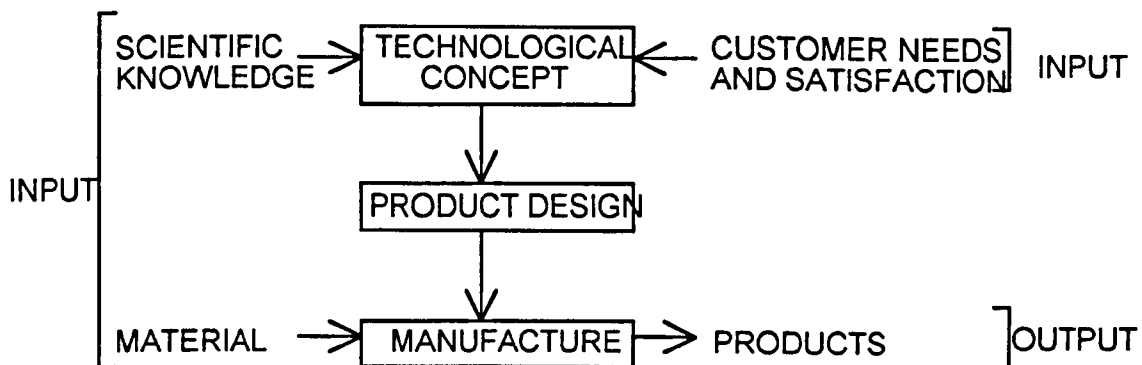 SCIENTIFIC
KNOWLEDGE
TECHNOLOGICAL
CONCEPT
CUSTOMER NEEDS
AND SATISFACTION
INPUT
INPUT
PRODUCT DESIGN
MATERIAL
MANUFACTURE
PRODUCTS
OUTPUT